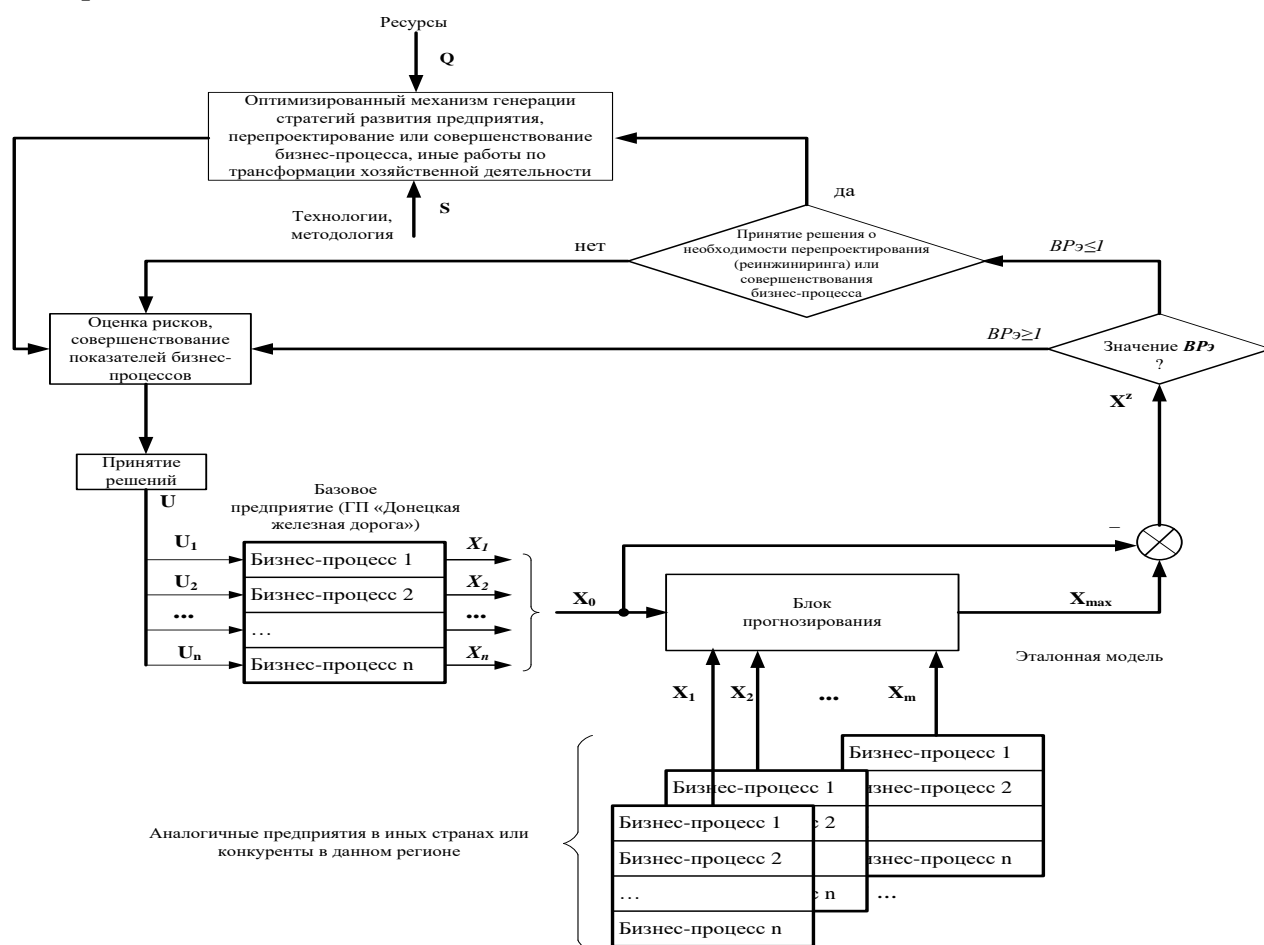 Ресурсы
Q
Оптимизированный механизм генерации
стратегий развития предприятия,
перепроектирование или совершенствование
бизнес-процесса, иные работы по
трансформации хозяйственной деятельности
S
Технологии,
методология
да
нет
Принятие решения о
необходимости перепроектирования
(реинжиниринга) или
совершенствования
бизнес-процесса
ВРэ≤1
Оценка рисков,
совершенствование
показателей бизнес-
процессов
ВРэ≥1
Значение ВРэ
?
X^z
Принятие
решений
U
Базовое
предприятие (ГП «Донецкая
железная дорога»)
U₁
Бизнес-процесс 1
X₁
U₂
Бизнес-процесс 2
X₂
...
…
...
Uₙ
Бизнес-процесс n
Xₙ
X₀
Блок
прогнозирования
X_max
–
Эталонная модель
X₁
X₂
...
X_m
Бизнес-процесс 1
изнес-процесс 2
изнес-процесс n
…
Бизнес-процесс 1
с 2
с n
Бизнес-процесс 1
Бизнес-процесс 2
…
Бизнес-процесс n
Аналогичные предприятия в иных странах или
конкуренты в данном регионе